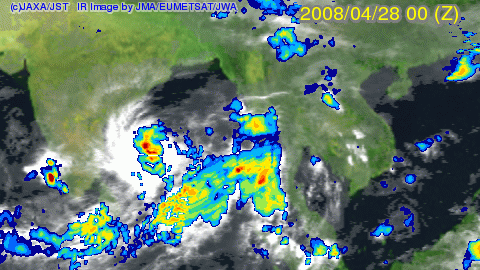 (c)JAXA/JST IR Image by JMA/EUMETSAT/JWA
2008/04/28 00 (Z)